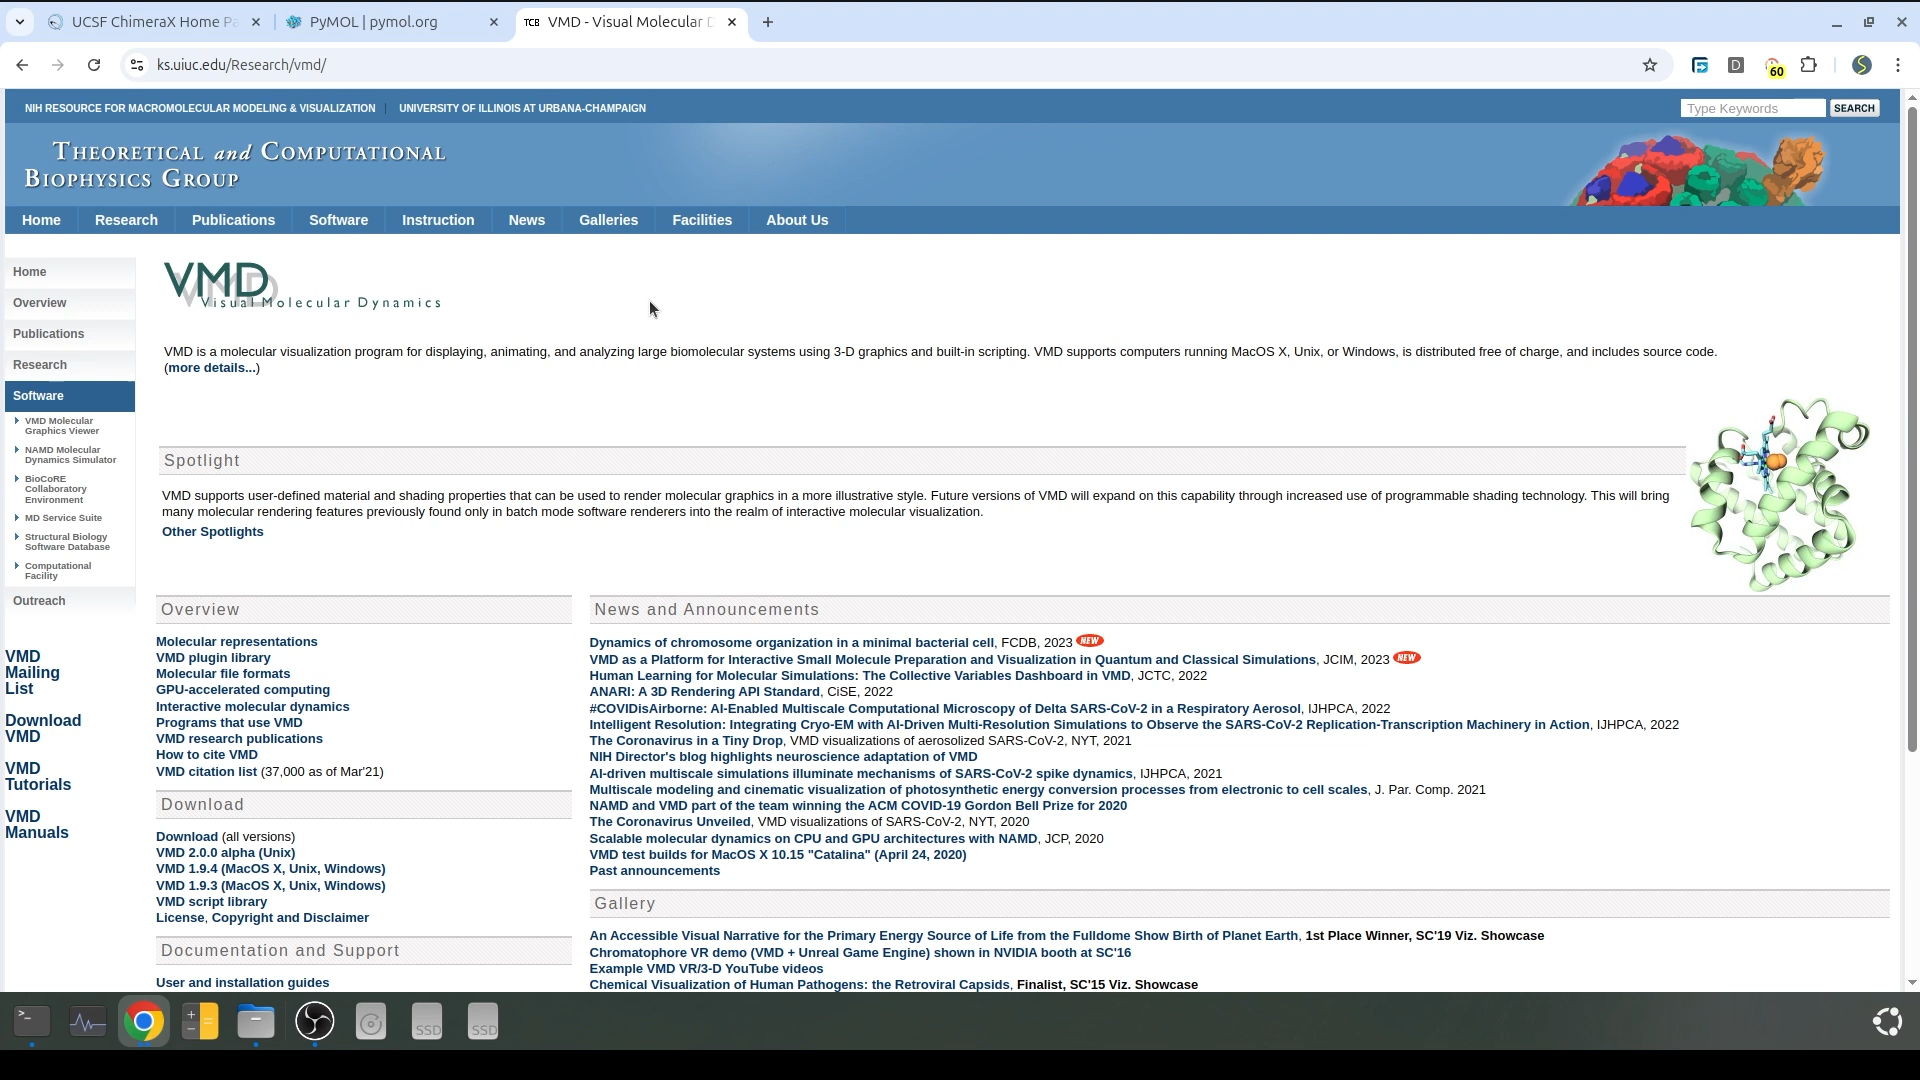 UCSF ChimeraX Home Pa
PyMOL | pymol.org
TCB
VMD - Visual Molecular D
ks.uiuc.edu/Research/vmd/
D
60
NIH RESOURCE FOR MACROMOLECULAR MODELING & VISUALIZATION
UNIVERSITY OF ILLINOIS AT URBANA-CHAMPAIGN
Type Keywords
SEARCH
THEORETICAL and COMPUTATIONAL
BIOPHYSICS GROUP
Home
Research
Publications
Software
Instruction
News
Galleries
Facilities
About Us
Home
Overview
Publications
Research
Software
VMD Molecular
Graphics Viewer
NAMD Molecular
Dynamics Simulator
BioCoRE
Collaboratory
Environment
MD Service Suite
Structural Biology
Software Database
Computational
Facility
Outreach
VMD
Mailing
List
Download
VMD
VMD
Tutorials
VMD
Manuals
VMD
Visual Molecular Dynamics
VMD is a molecular visualization program for displaying, animating, and analyzing large biomolecular systems using 3-D graphics and built-in scripting. VMD supports computers running MacOS X, Unix, or Windows, is distributed free of charge, and includes source code.
(more details...)
Spotlight
VMD supports user-defined material and shading properties that can be used to render molecular graphics in a more illustrative style. Future versions of VMD will expand on this capability through increased use of programmable shading technology. This will bring
many molecular rendering features previously found only in batch mode software renderers into the realm of interactive molecular visualization.
Other Spotlights
Overview
Molecular representations
VMD plugin library
Molecular file formats
GPU-accelerated computing
Interactive molecular dynamics
Programs that use VMD
VMD research publications
How to cite VMD
VMD citation list (37,000 as of Mar'21)
Download
Download (all versions)
VMD 2.0.0 alpha (Unix)
VMD 1.9.4 (MacOS X, Unix, Windows)
VMD 1.9.3 (MacOS X, Unix, Windows)
VMD script library
License, Copyright and Disclaimer
Documentation and Support
User and installation guides
News and Announcements
Dynamics of chromosome organization in a minimal bacterial cell, FCDB, 2023 NEW
VMD as a Platform for Interactive Small Molecule Preparation and Visualization in Quantum and Classical Simulations, JCIM, 2023 NEW
Human Learning for Molecular Simulations: The Collective Variables Dashboard in VMD, JCTC, 2022
ANARI: A 3D Rendering API Standard, CiSE, 2022
#COVIDisAirborne: AI-Enabled Multiscale Computational Microscopy of Delta SARS-CoV-2 in a Respiratory Aerosol, IJHPCA, 2022
Intelligent Resolution: Integrating Cryo-EM with AI-Driven Multi-Resolution Simulations to Observe the SARS-CoV-2 Replication-Transcription Machinery in Action, IJHPCA, 2022
The Coronavirus in a Tiny Drop, VMD visualizations of aerosolized SARS-CoV-2, NYT, 2021
NIH Director's blog highlights neuroscience adaptation of VMD
AI-driven multiscale simulations illuminate mechanisms of SARS-CoV-2 spike dynamics, IJHPCA, 2021
Multiscale modeling and cinematic visualization of photosynthetic energy conversion processes from electronic to cell scales, J. Par. Comp. 2021
NAMD and VMD part of the team winning the ACM COVID-19 Gordon Bell Prize for 2020
The Coronavirus Unveiled, VMD visualizations of SARS-CoV-2, NYT, 2020
Scalable molecular dynamics on CPU and GPU architectures with NAMD, JCP, 2020
VMD test builds for MacOS X 10.15 "Catalina" (April 24, 2020)
Past announcements
Gallery
An Accessible Visual Narrative for the Primary Energy Source of Life from the Fulldome Show Birth of Planet Earth, 1st Place Winner, SC'19 Viz. Showcase
Chromatophore VR demo (VMD + Unreal Game Engine) shown in NVIDIA booth at SC'16
Example VMD VR/3-D YouTube videos
Chemical Visualization of Human Pathogens: the Retroviral Capsids, Finalist, SC'15 Viz. Showcase
SSD
SSD